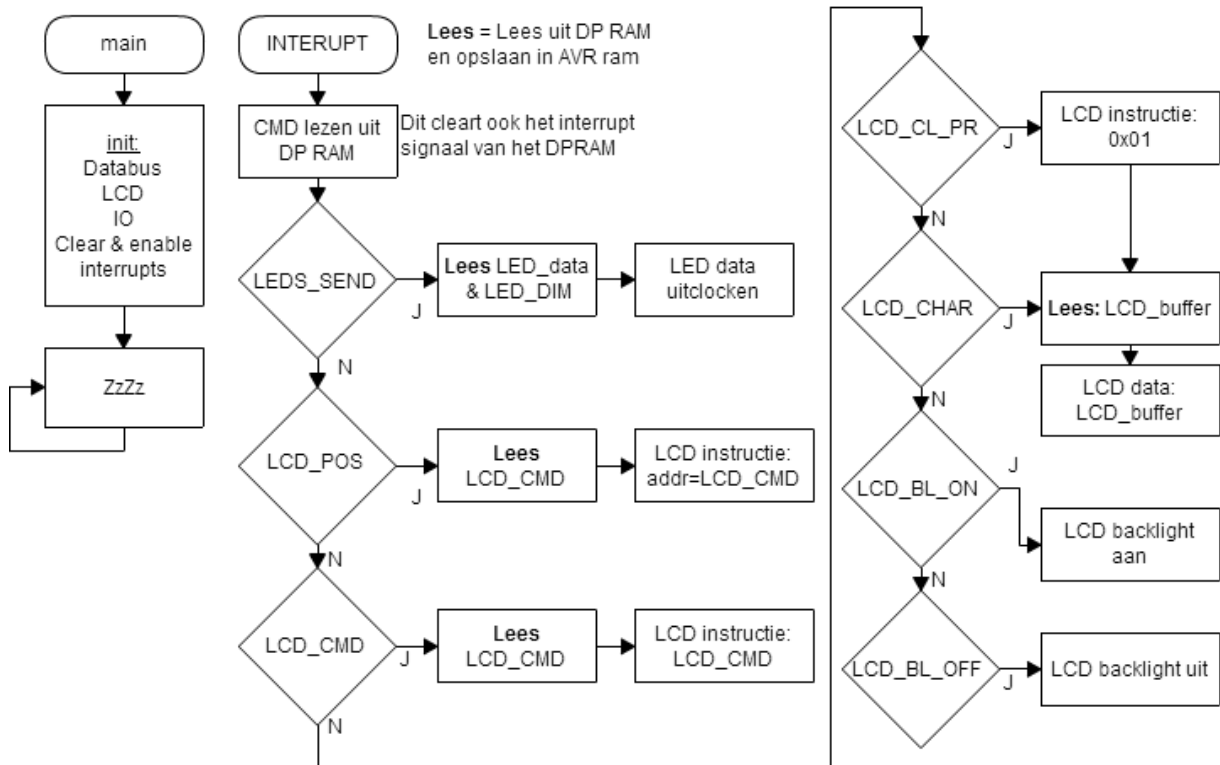 main
init:
Databus
LCD
IO
Clear & enable
interrupts
ZzZz
INTERUPT
Lees = Lees uit DP RAM
en opslaan in AVR ram
CMD lezen uit
DP RAM
Dit cleart ook het interrupt
signaal van het DPRAM
LEDS_SEND
J
Lees LED_data
& LED_DIM
LED data
uitclocken
N
LCD_POS
J
Lees
LCD_CMD
LCD instructie:
addr=LCD_CMD
N
LCD_CMD
J
Lees
LCD_CMD
LCD instructie:
LCD_CMD
N
LCD_CL_PR
J
LCD instructie:
0x01
N
LCD_CHAR
J
Lees: LCD_buffer
LCD data:
LCD_buffer
N
LCD_BL_ON
J
LCD backlight
aan
N
LCD_BL_OFF
J
LCD backlight uit